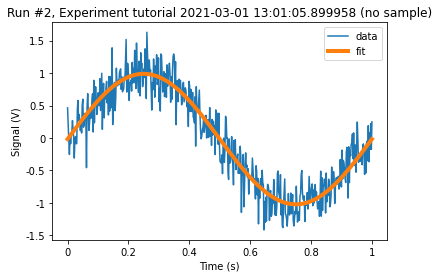 Run #2, Experiment tutorial 2021-03-01 13:01:05.899958 (no sample)
data
fit
1.5
1
0.5
0
-0.5
-1
-1.5
Signal (V)
0 0.2 0.4 0.6 0.8 1
Time (s)